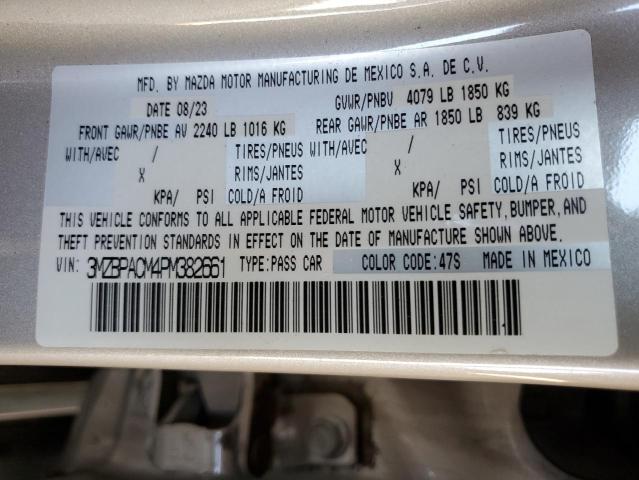 MFD. BY MAZDA MOTOR MANUFACTURING DE MEXICO S.A. DE C.V.
DATE 08/23 GVWR/PNBV 4079 LB 1850 KG
FRONT GAWR/PNBE AV 2240 LB 1016 KG REAR GAWR/PNBE AR 1850 LB 839 KG
WITH/AVEC / TIRES/PNEUS WITH/AVEC / TIRES/PNEUS
X RIMS/JANTES X RIMS/JANTES
KPA/ PSI COLD/A FROID KPA/ PSI COLD/A FROID
THIS VEHICLE CONFORMS TO ALL APPLICABLE FEDERAL MOTOR VEHICLE SAFETY, BUMPER, AND
THEFT PREVENTION STANDARDS IN EFFECT ON THE DATE OF MANUFACTURE SHOWN ABOVE.
VIN: 3MZBPACM4PM382661 TYPE:PASS CAR COLOR CODE:47S MADE IN MEXICO